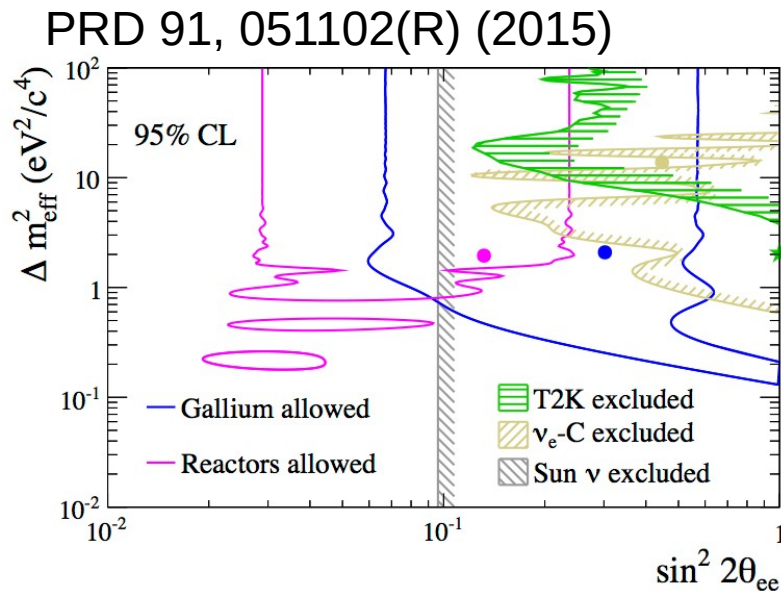 PRD 91, 051102(R) (2015)
10²
95% CL
10
1
10⁻¹
10⁻²
Δ m²eff (eV²/c⁴)
Gallium allowed
Reactors allowed
T2K excluded
νe-C excluded
Sun ν excluded
10⁻² 10⁻¹ 1
sin² 2θee